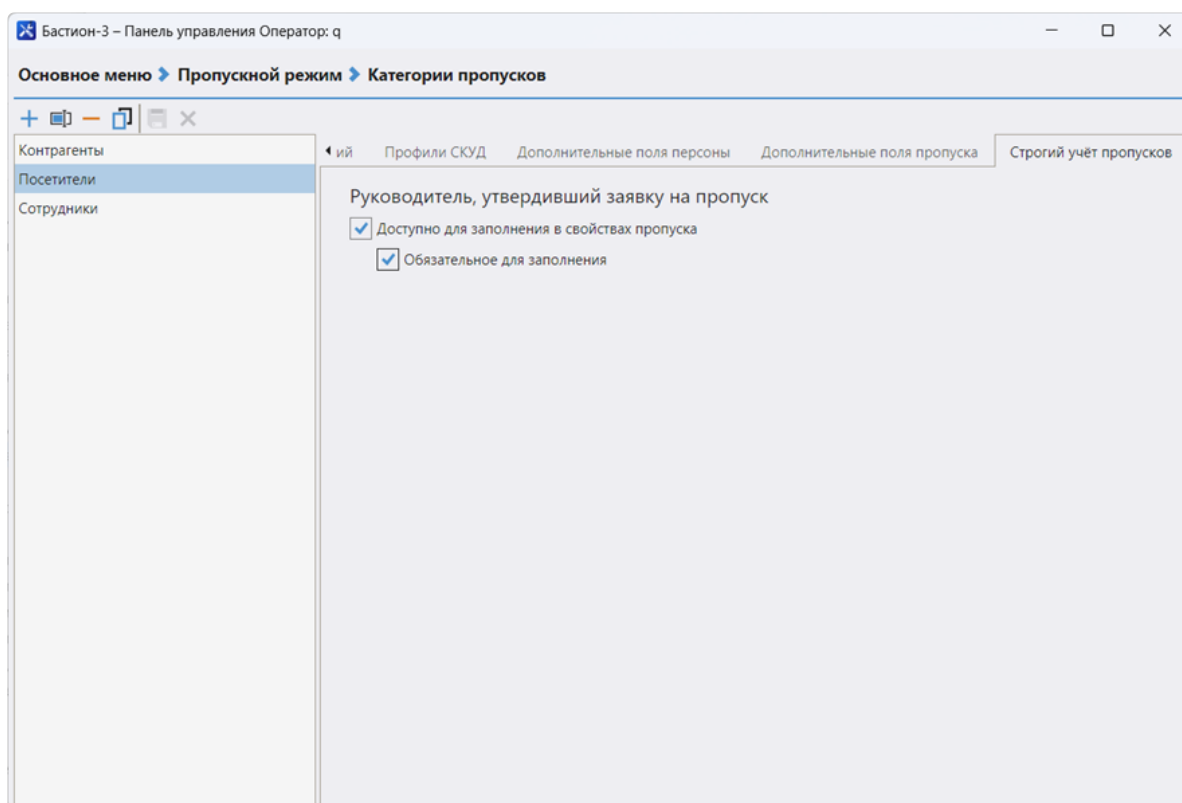 Бастион-3 – Панель управления Оператор: q
Основное меню Пропускной режим Категории пропусков
Контрагенты
Посетители
Сотрудники
ий Профили СКУД Дополнительные поля персоны Дополнительные поля пропуска Строгий учёт пропусков
Руководитель, утвердивший заявку на пропуск
Доступно для заполнения в свойствах пропуска
Обязательное для заполнения